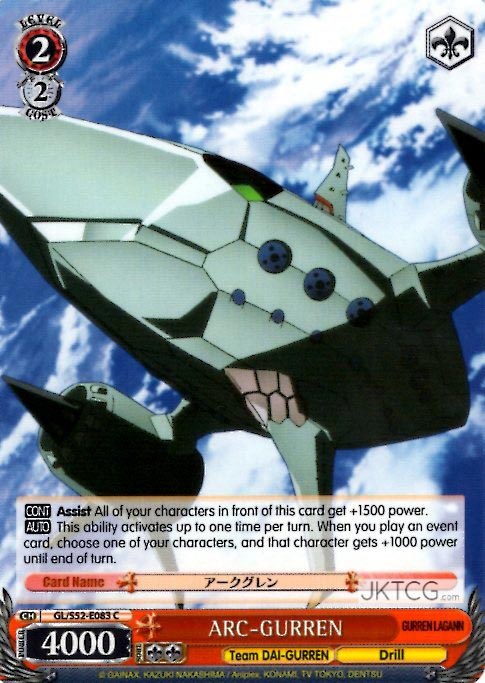 LEVEL
2
2
COST
CONT Assist All of your characters in front of this card get +1500 power.
AUTO This ability activates up to one time per turn. When you play an event
card, choose one of your characters, and that character gets +1000 power
until end of turn.
Card Name アークグレン
JKTCG.com
CH GL/S52-E083 C
POWER 4000 SOUL ARC-GURREN GURREN LAGANN
Team DAI-GURREN Drill
© GAINAX, KAZUKI NAKASHIMA / Aniplex, KONAMI, TV TOKYO, DENTSU